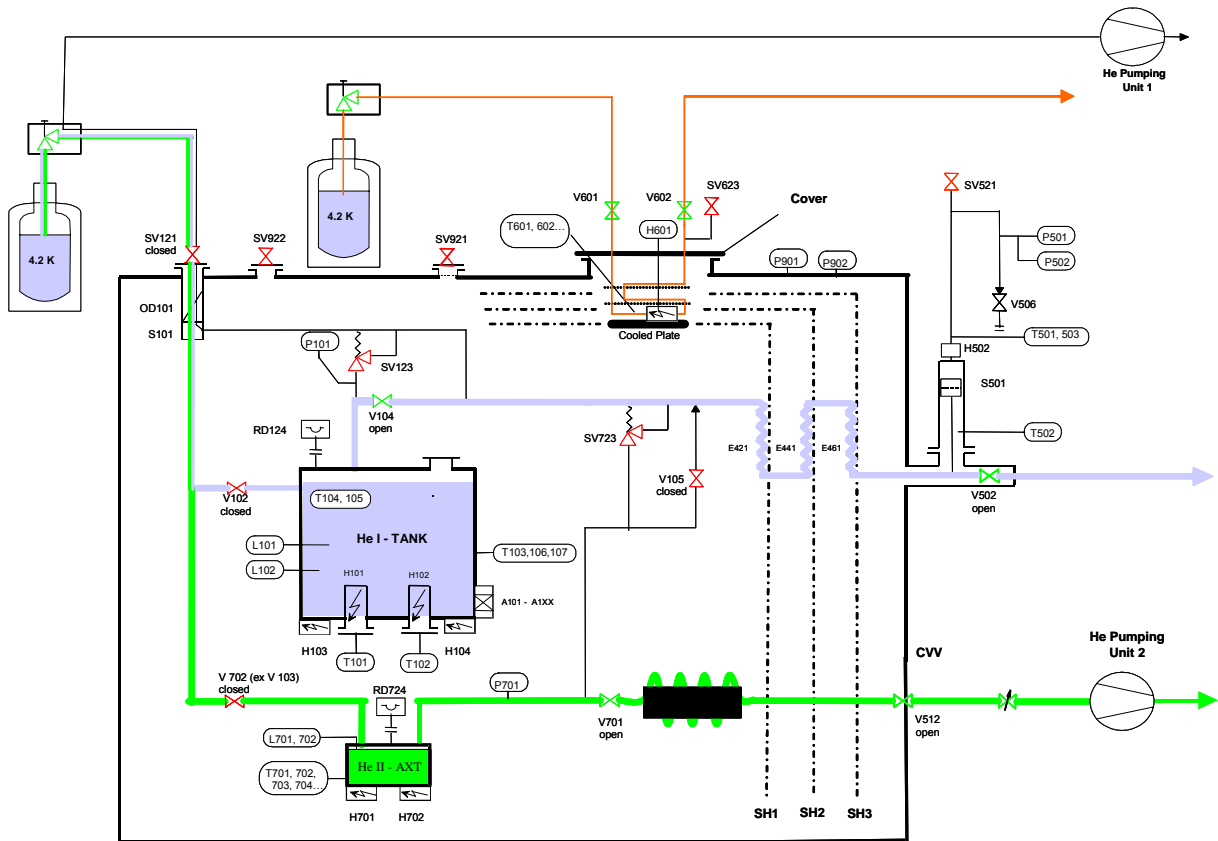 He Pumping
Unit 1
4.2 K
4.2 K
SV121
closed
SV922
SV921
V601
V602
SV623
Cover
SV521
T601, 602...
H601
P901
P902
P501
P502
V506
T501, 503
H502
S501
T502
OD101
S101
Cooled Plate
P101
SV123
V104
open
RD124
SV723
E421
E441
E461
V105
closed
V502
open
V102
closed
T104, 105
He I - TANK
L101
L102
T103,106,107
H101
H102
A101 - A1XX
H103
H104
T101
T102
CVV
He Pumping
Unit 2
V 702 (ex V 103)
closed
RD724
P701
V701
open
V512
open
L701, 702
He II - AXT
T701, 702,
703, 704...
H701
H702
SH1
SH2
SH3